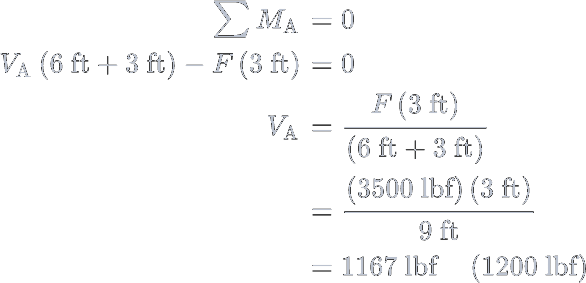 ∑ M_A = 0
V_A (6 ft + 3 ft) − F (3 ft) = 0
V_A = F (3 ft) / (6 ft + 3 ft)
= (3500 lbf) (3 ft) / 9 ft
= 1167 lbf (1200 lbf)